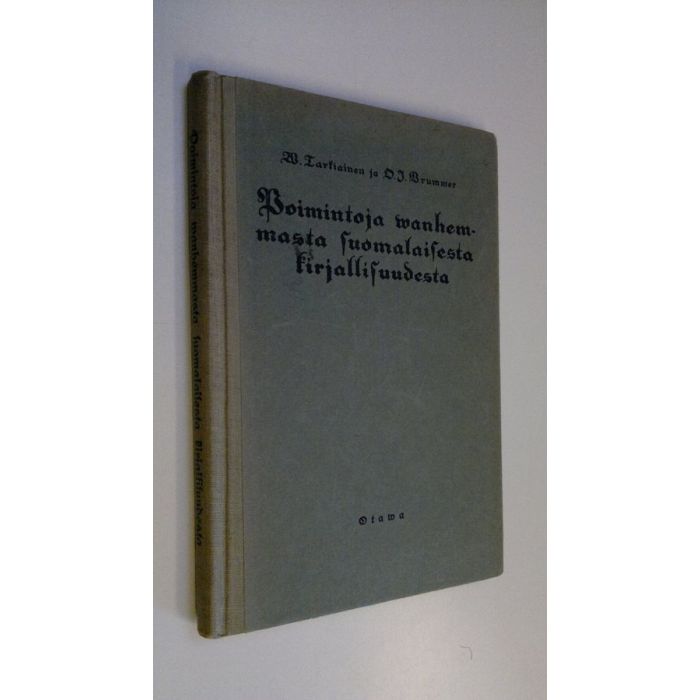 W. Tarkiainen ja O. J. Brummer
Poimintoja wanhem-
masta suomalaisesta
kirjallisuudesta
Otawa
Poimintoja wanhemmasta suomalaisesta kirjallisuudesta